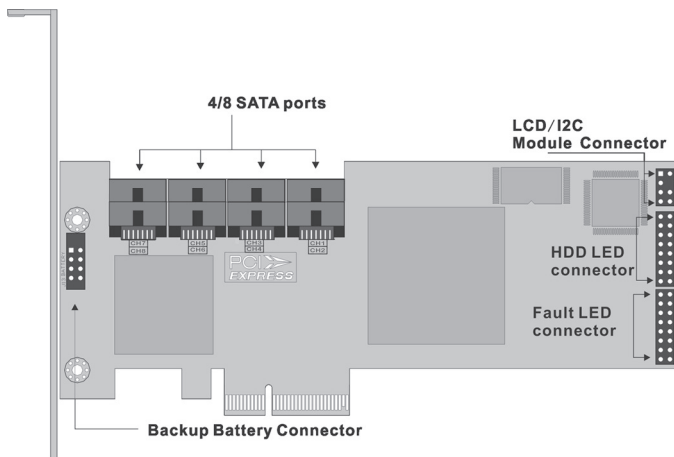 4/8 SATA ports
LCD/I2C
Module Connector
CH7
CH8
CH5
CH6
CH3
CH4
CH1
CH2
PCI
EXPRESS
HDD LED
connector
Fault LED
connector
Backup Battery Connector